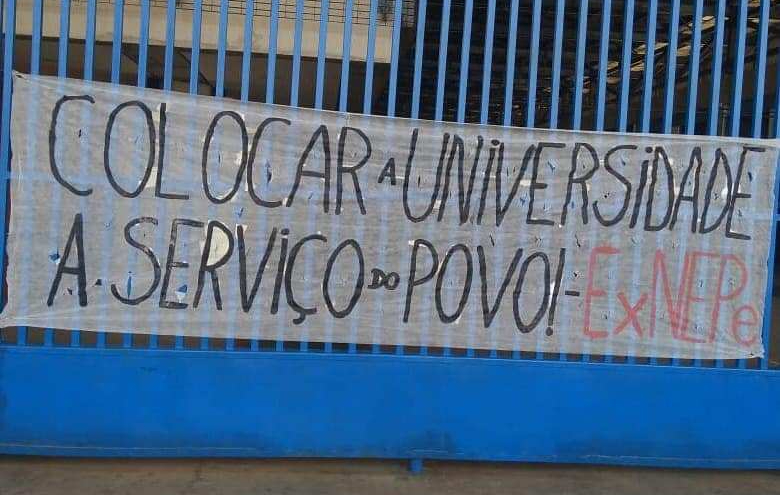 COLOCAR A UNIVERSIDADE
A SERVIÇO DO POVO! - ExNEPe